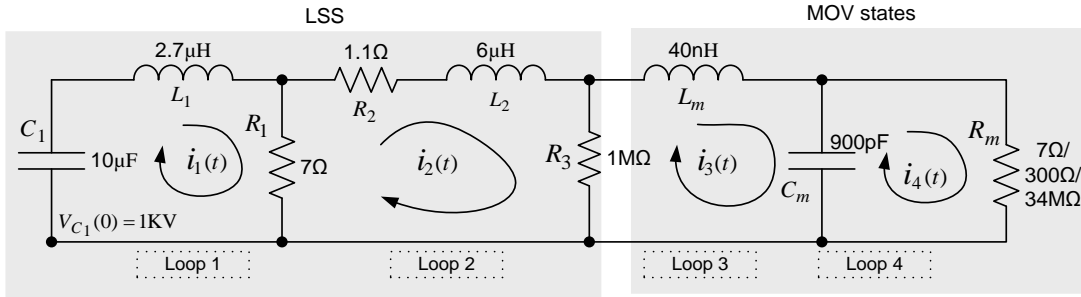 LSS
MOV states
2.7μH
L1
1.1Ω
R2
6μH
L2
40nH
Lm
C1
10μF
i1(t)
R1
7Ω
i2(t)
R3
1MΩ
i3(t)
900pF
Cm
i4(t)
Rm
7Ω/
300Ω/
34MΩ
VC1(0) = 1KV
Loop 1
Loop 2
Loop 3
Loop 4